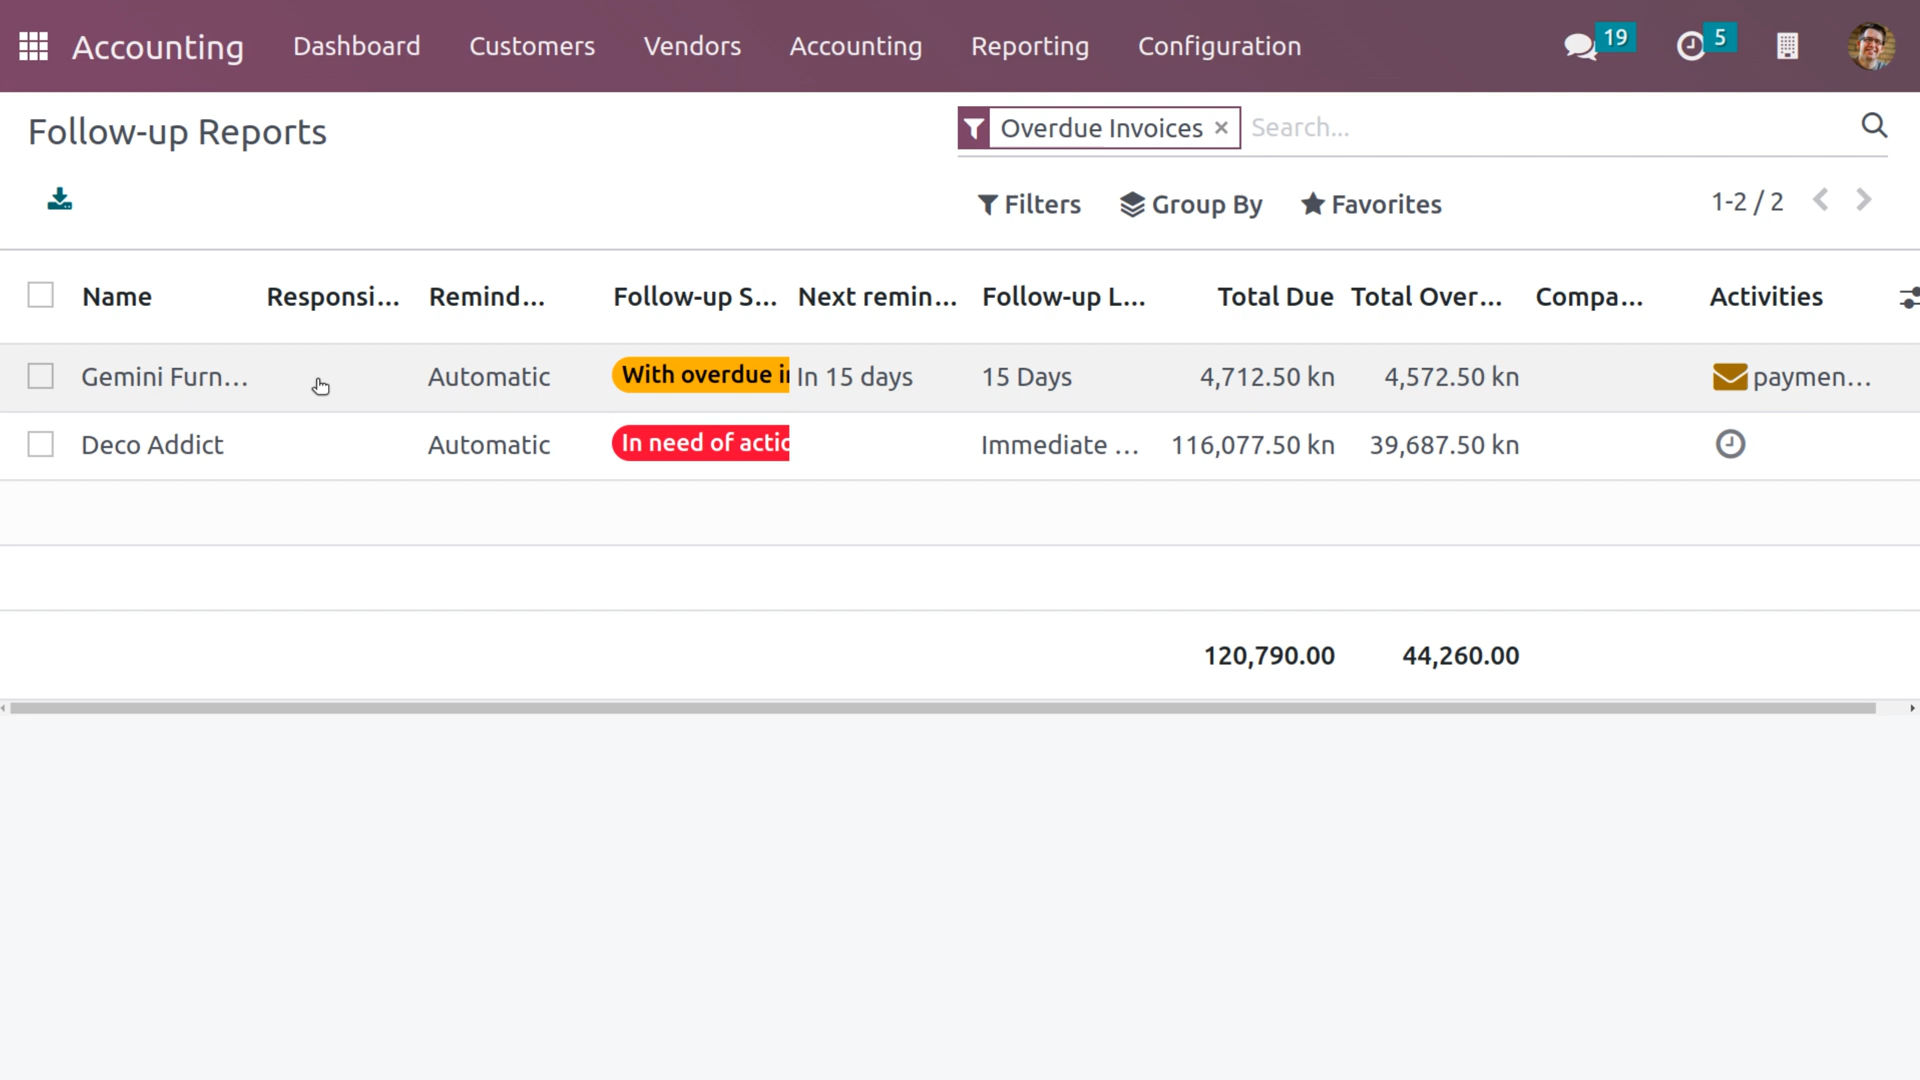 Accounting Dashboard Customers Vendors Accounting Reporting Configuration 19 5
Follow-up Reports Overdue Invoices × Search...
Filters Group By Favorites 1-2 / 2
Name Responsi... Remind... Follow-up S... Next remin... Follow-up L... Total Due Total Over... Compa... Activities
Gemini Furn... Automatic With overdue in In 15 days 15 Days 4,712.50 kn 4,572.50 kn paymen...
Deco Addict Automatic In need of actio Immediate ... 116,077.50 kn 39,687.50 kn
120,790.00 44,260.00